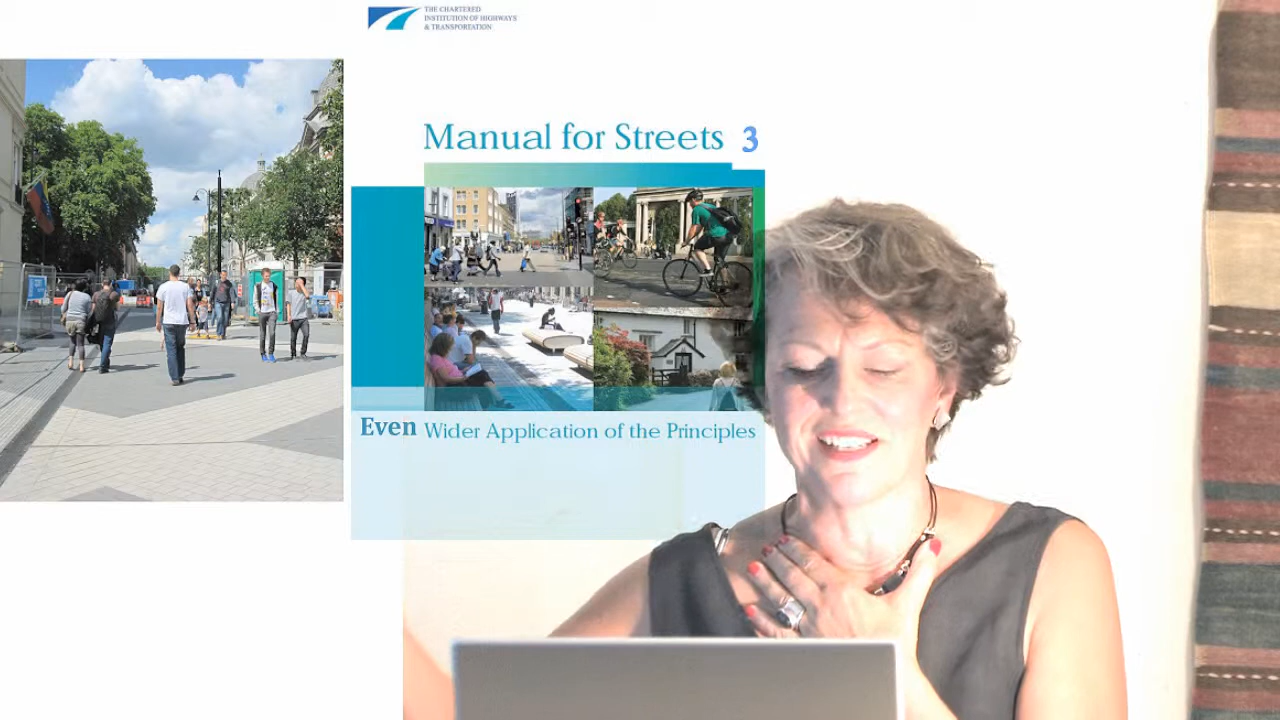 THE CHARTERED
INSTITUTION OF HIGHWAYS
& TRANSPORTATION
Manual for Streets 3
Even Wider Application of the Principles